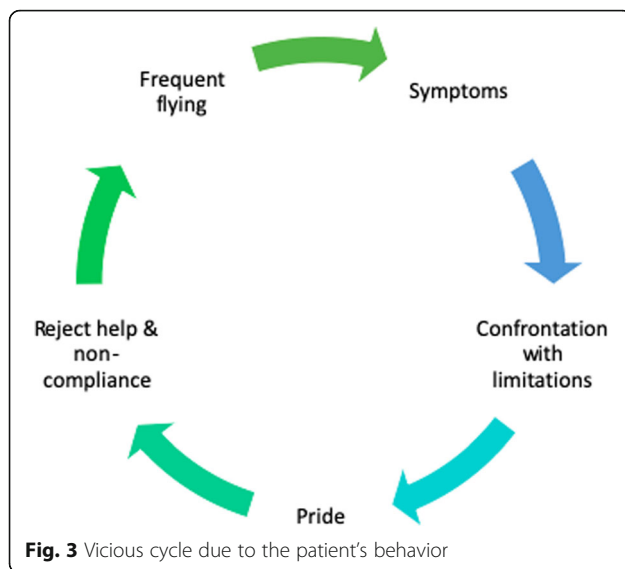 Frequent
flying
Symptoms
Confrontation
with
limitations
Pride
Reject help &
non-
compliance
Fig. 3 Vicious cycle due to the patient's behavior